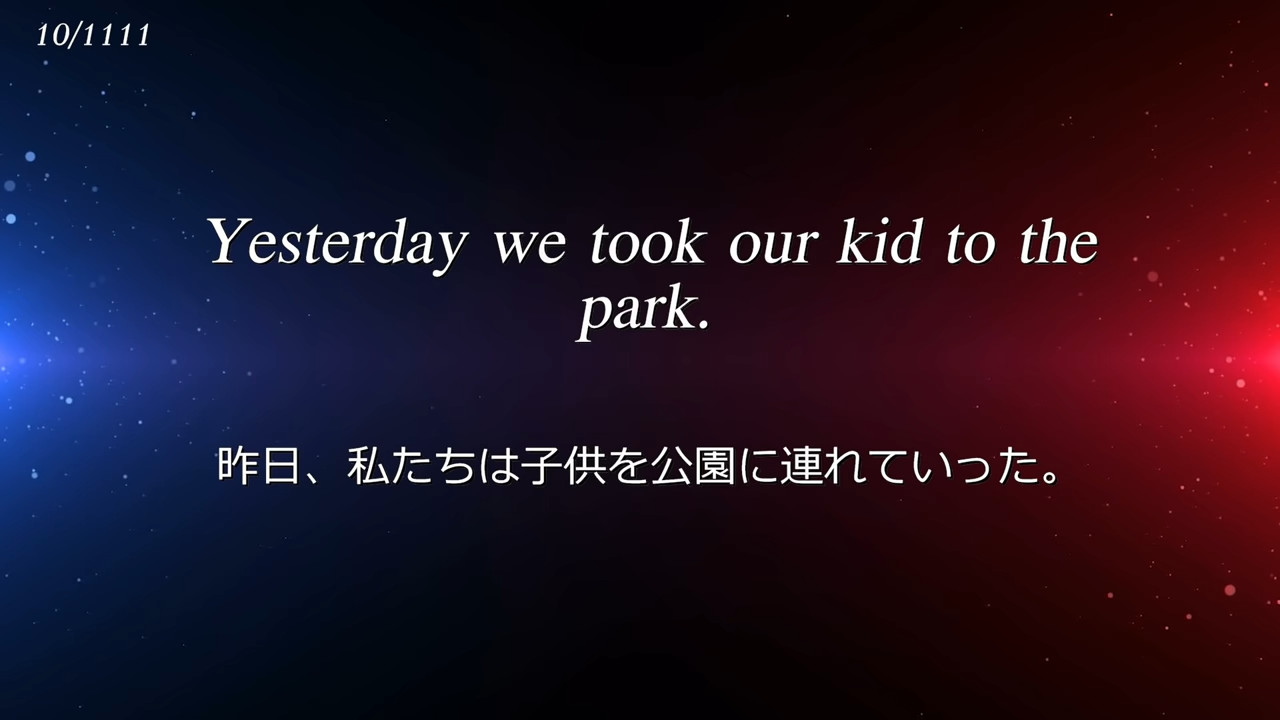 10/1111
Yesterday we took our kid to the
park.
昨日、私たちは子供を公園に連れていった。